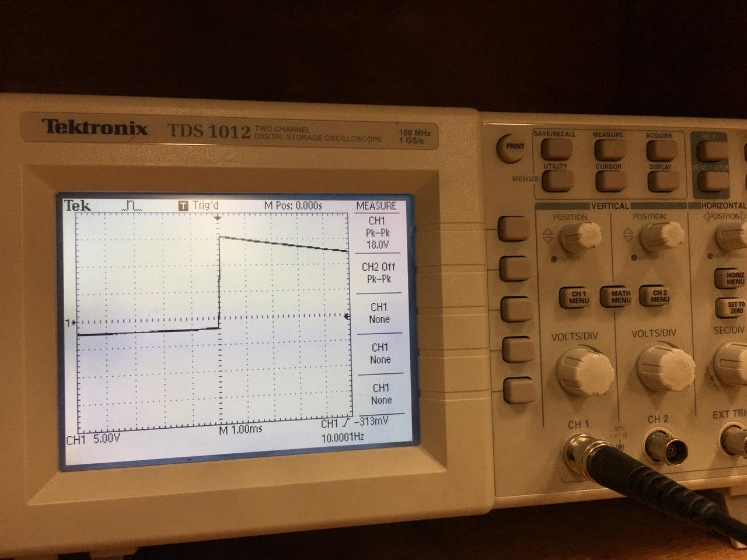 Tektronix TDS 1012 TWO CHANNEL DIGITAL STORAGE OSCILLOSCOPE
100 MHz
1 GS/s
Tek T Trig'd M Pos: 0.000s MEASURE
CH1
Pk-Pk
18.0V
CH2 Off
Pk-Pk
CH1
None
CH1
None
CH1
None
1
CH1 5.00V M 1.00ms CH1 -313mV
10.0001Hz
PRINT
SAVE/RECALL MEASURE ACQUIRE
MENUS
UTILITY CURSOR DISPLAY
VERTICAL HORIZONTAL
POSITION POSITION POSITION
CH 1 MENU
MATH MENU
CH 2 MENU
HORIZ MENU
SET TO ZERO
VOLTS/DIV VOLTS/DIV SEC/DIV
CH 1 CH 2 EXT TRIG